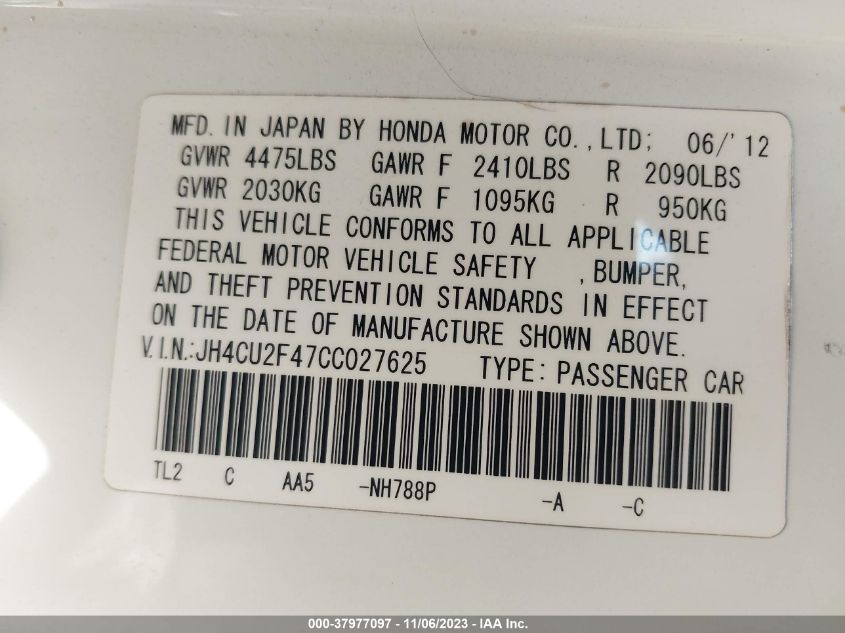 MFD. IN JAPAN BY HONDA MOTOR CO., LTD; 06/'12
GVWR 4475LBS GAWR F 2410LBS R 2090LBS
GVWR 2030KG GAWR F 1095KG R 950KG
THIS VEHICLE CONFORMS TO ALL APPLICABLE
FEDERAL MOTOR VEHICLE SAFETY , BUMPER,
AND THEFT PREVENTION STANDARDS IN EFFECT
ON THE DATE OF MANUFACTURE SHOWN ABOVE.
V.I.N.:JH4CU2F47CC027625 TYPE: PASSENGER CAR
TL2 C AA5 -NH788P -A -C
000-37977097 - 11/06/2023 - IAA Inc.